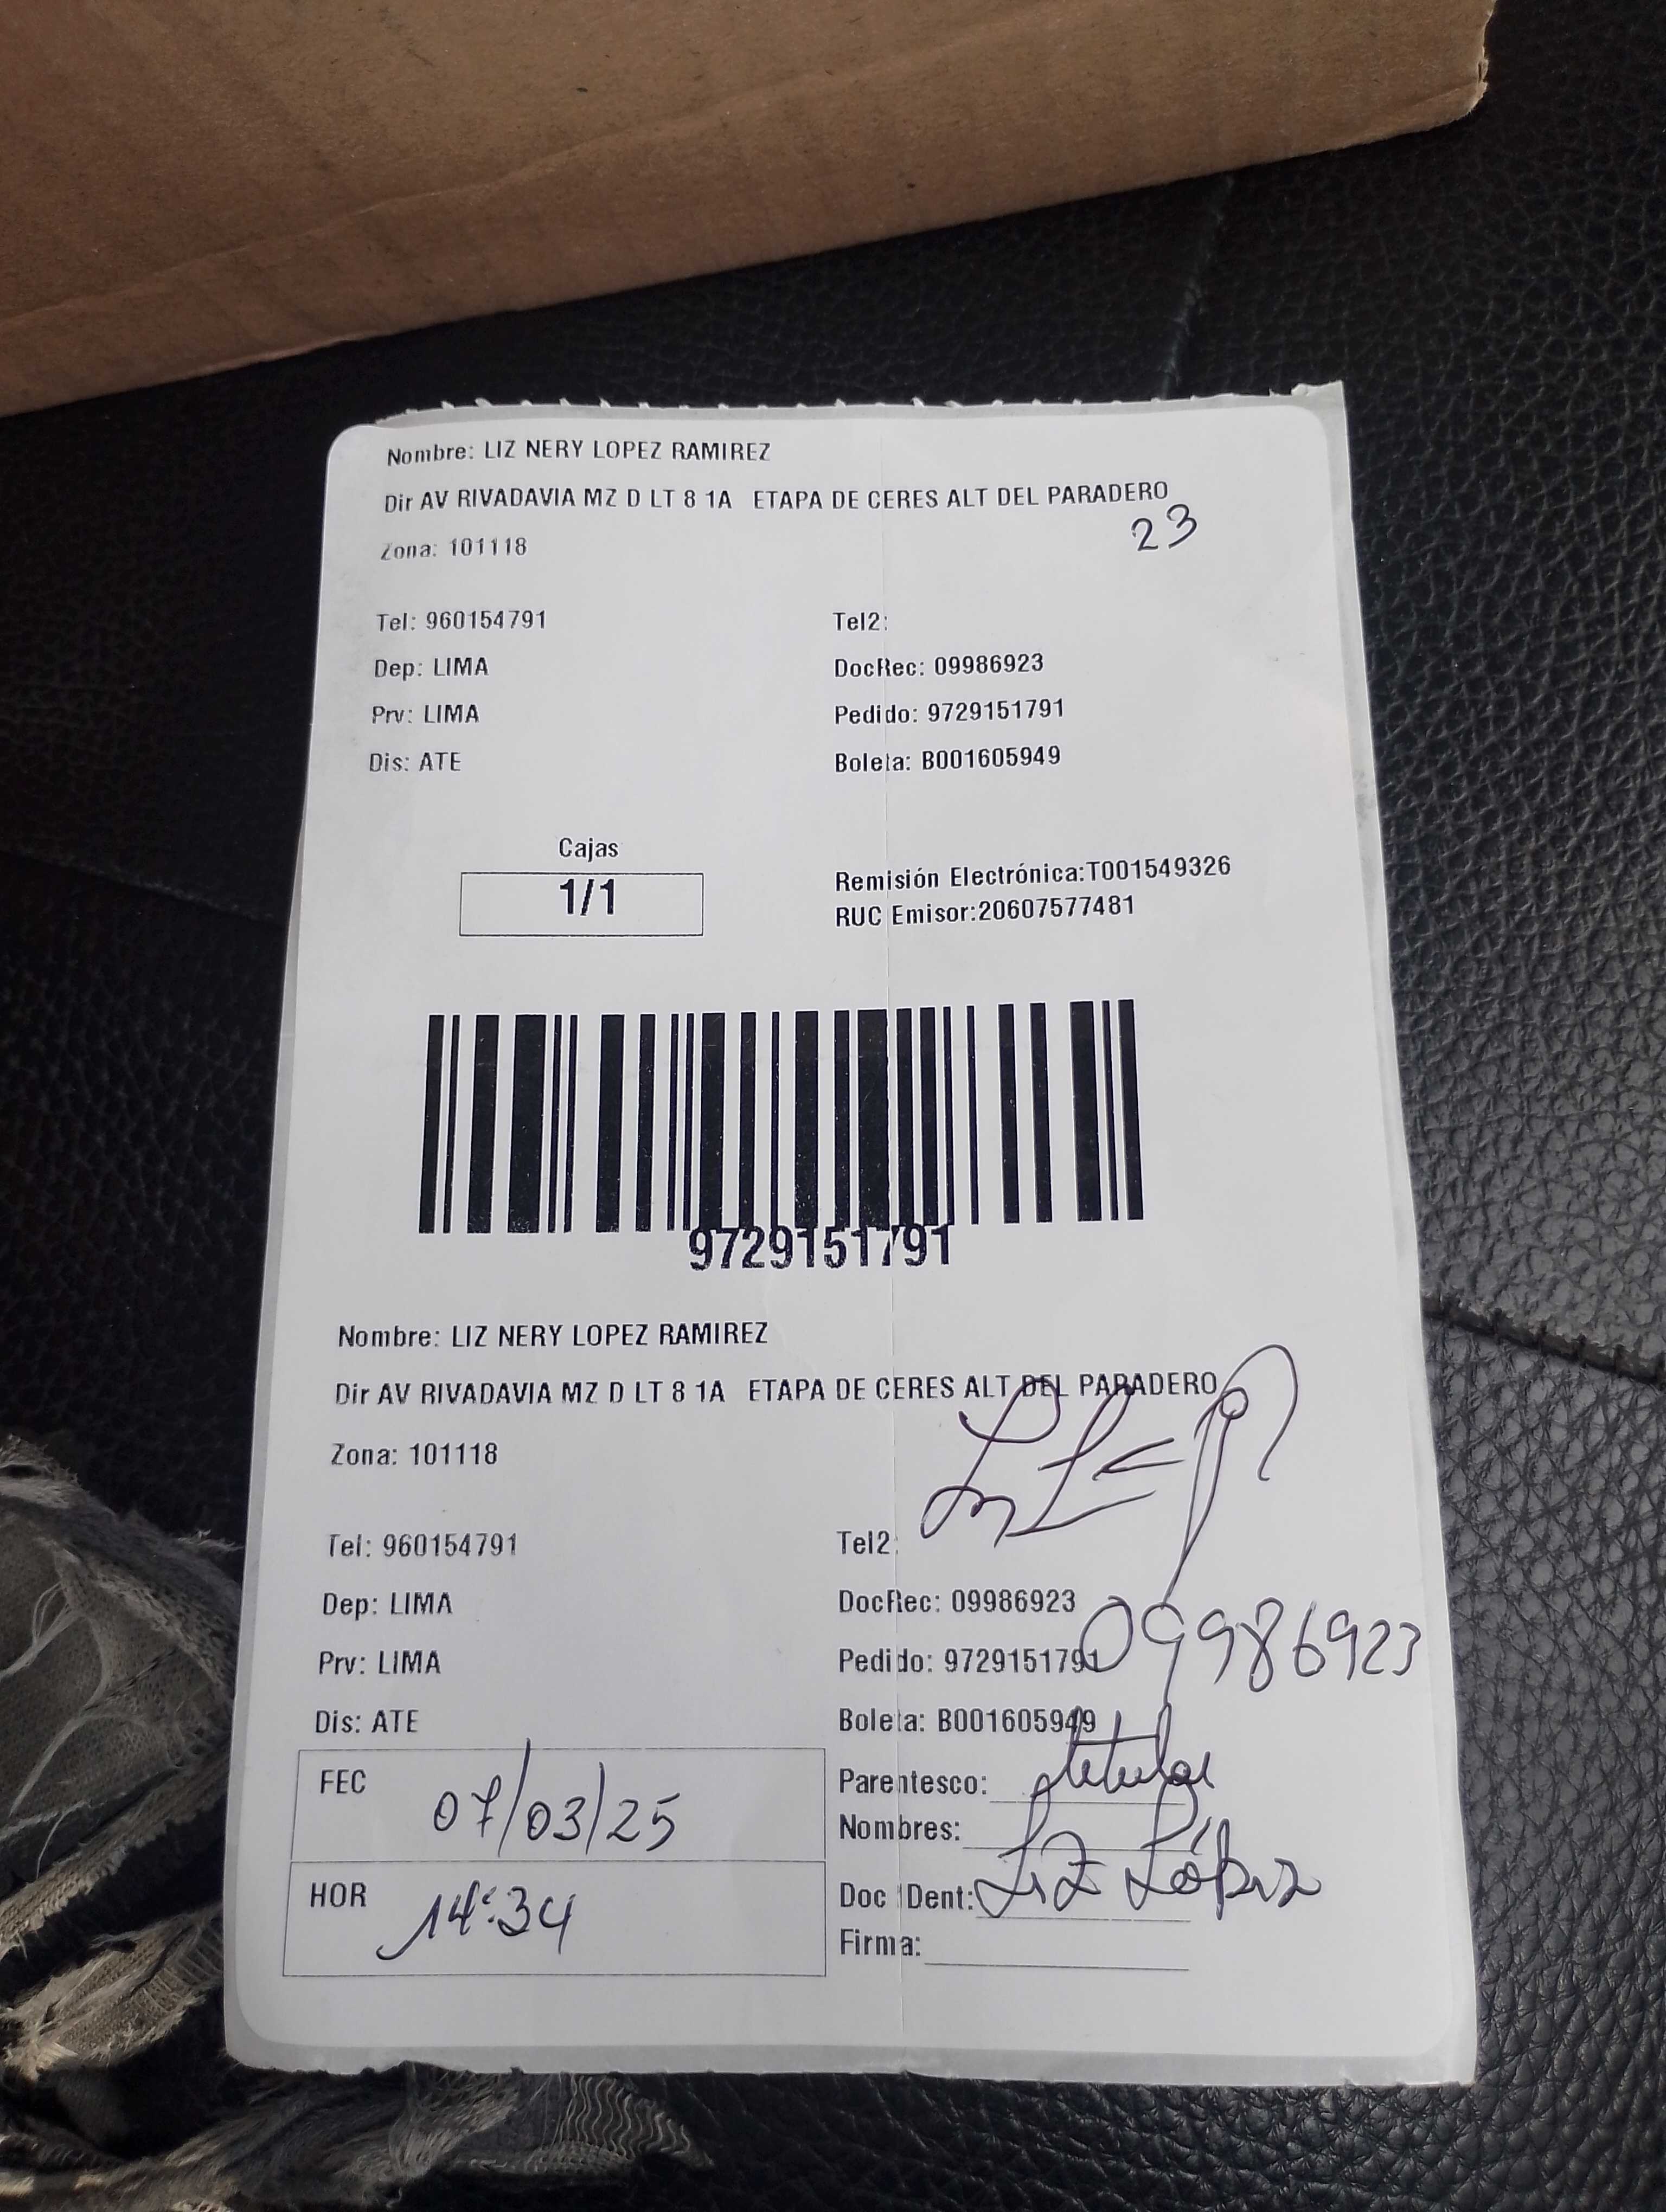 Nombre: LIZ NERY LOPEZ RAMIREZ
Dir AV RIVADAVIA MZ D LT 8 1A ETAPA DE CERES ALT DEL PARADERO
23
Zona: 101118
Tel: 960154791 Tel2:
Dep: LIMA DocRec: 09986923
Prv: LIMA Pedido: 9729151791
Dis: ATE Boleta: B001605949
Cajas
1/1
Remisión Electrónica:T001549326
RUC Emisor:20607577481
9729151791
Nombre: LIZ NERY LOPEZ RAMIREZ
Dir AV RIVADAVIA MZ D LT 8 1A ETAPA DE CERES ALT DEL PARADERO
Zona: 101118
Tel: 960154791 Tel2:
Dep: LIMA DocRec: 09986923
09986923
Prv: LIMA Pedido: 9729151791
Dis: ATE Boleta: B001605949
FEC 07/03/25
Parentesco: titular
Nombres:
HOR 14:34
Doc Dent: Liz López
Firma: